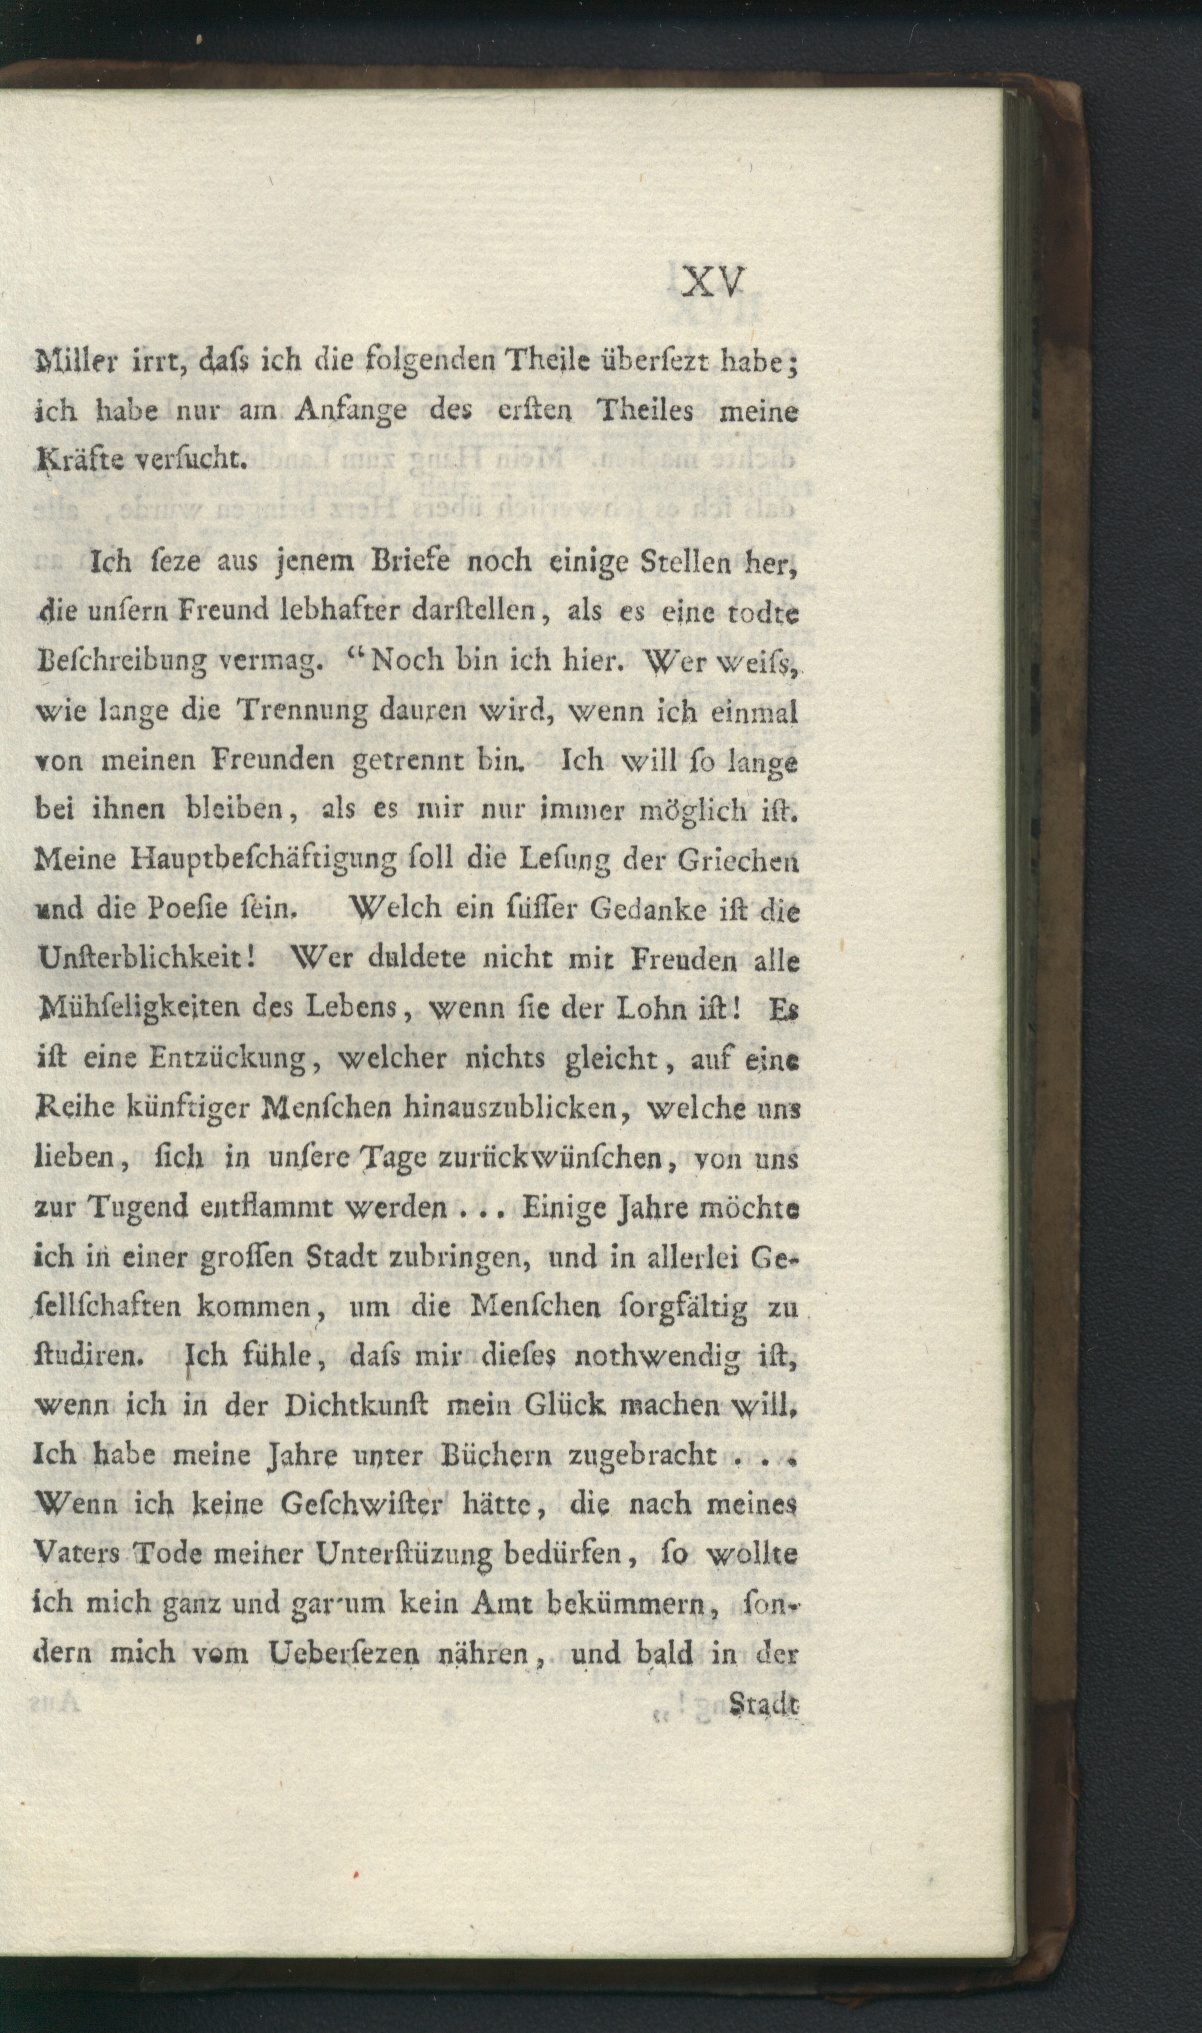 XV
Miller irrt, daſs ich die folgenden Theile überſezt habe;
ich habe nur am Anfange des erſten Theiles meine
Kräfte verſucht.
Ich ſeze aus jenem Briefe noch einige Stellen her,
die unſern Freund lebhafter darſtellen, als es eine todte
Beſchreibung vermag. “Noch bin ich hier. Wer weiſs,
wie lange die Trennung dauren wird, wenn ich einmal
von meinen Freunden getrennt bin. Ich will ſo lange
bei ihnen bleiben, als es mir nur immer möglich iſt.
Meine Hauptbeſchäftigung ſoll die Leſung der Griechen
und die Poeſie ſein. Welch ein ſüſſer Gedanke iſt die
Unſterblichkeit! Wer duldete nicht mit Freuden alle
Mühſeligkeiten des Lebens, wenn ſie der Lohn iſt! Es
iſt eine Entzückung, welcher nichts gleicht, auf eine
Reihe künftiger Menſchen hinauszublicken, welche uns
lieben, ſich in unſere Tage zurückwünſchen, von uns
zur Tugend entflammt werden . . . Einige Jahre möchte
ich in einer groſſen Stadt zubringen, und in allerlei Ge-
ſellſchaften kommen, um die Menſchen ſorgfältig zu
ſtudiren. Ich fühle, daſs mir dieſes nothwendig iſt,
wenn ich in der Dichtkunſt mein Glück machen will.
Ich habe meine Jahre unter Büchern zugebracht . . .
Wenn ich keine Geſchwiſter hätte, die nach meines
Vaters Tode meiner Unterſtüzung bedürfen, ſo wollte
ich mich ganz und gar um kein Amt bekümmern, ſon-
dern mich vom Ueberſezen nähren, und bald in der
Stadt